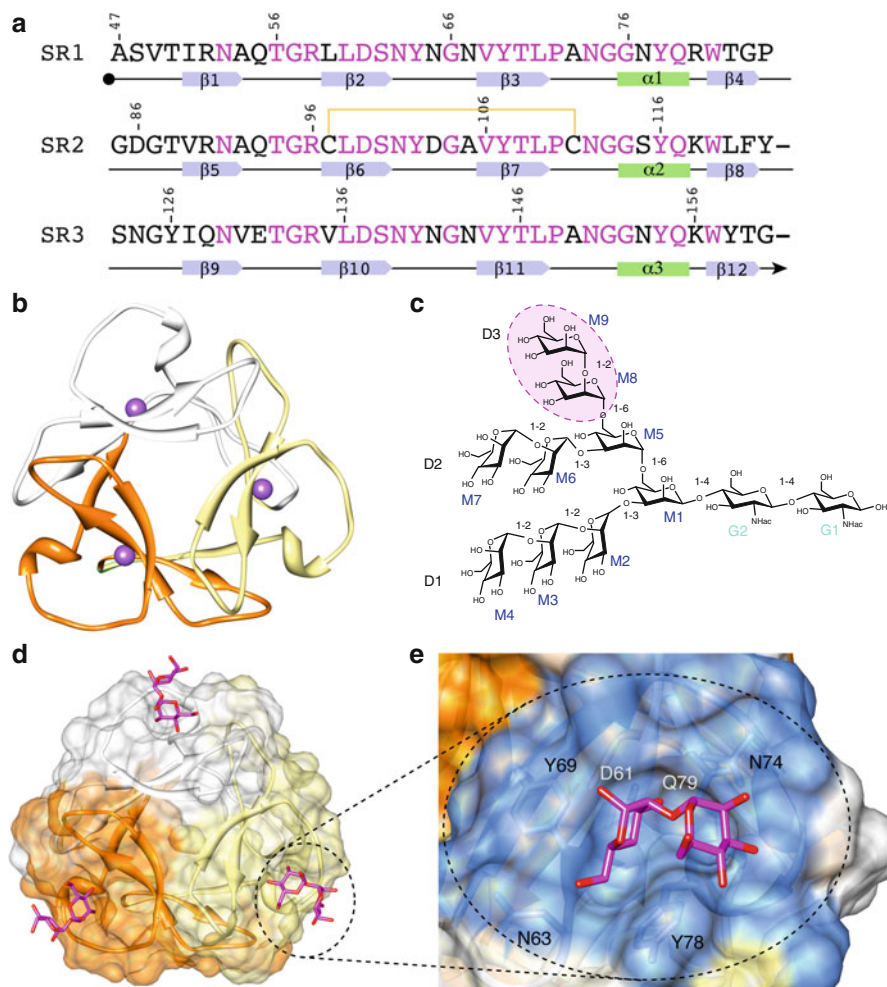 a
47 56 66 76
SR1 ASVTIRNAQTGRLLDSNYNGNVYTLPANGGNYQRWTGP
β1 β2 β3 α1 β4
86 96 106 116
SR2 GDGTVRNAQTGRCLDSNYDGAVYTLPCNGGSYQKWLFY–
β5 β6 β7 α2 β8
126 136 146 156
SR3 SNGYIQNVETGRVLDSNYNGNVYTLPANGGNYQKWYTG–
β9 β10 β11 α3 β12
b
c
D3 M9
1-2
M8
1-6
M5
D2 1-2 1-3 1-6
M7 M6
1-4 1-4
M1 G2 G1
NHac NHac
D1 1-2 1-2 1-3
M4 M3 M2
OH HO O
d
e
Y69 D61 Q79 N74
N63 Y78